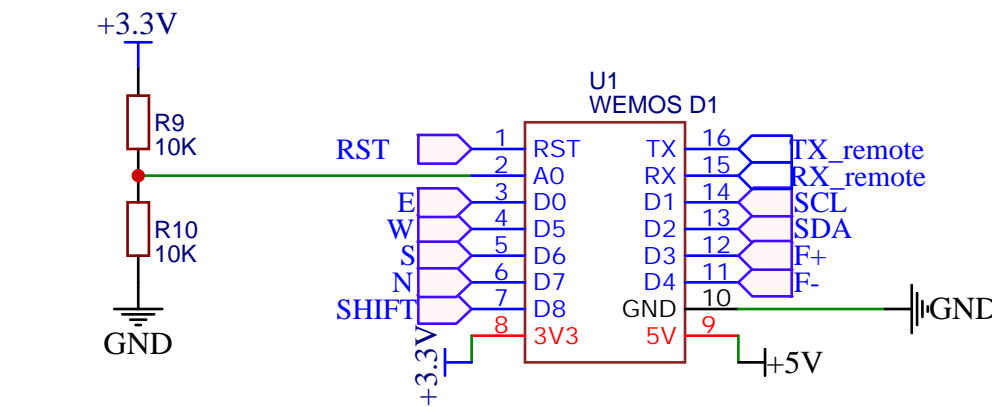 +3.3V
R9
10K
R10
10K
GND
U1
WEMOS D1
RST 1 RST TX 16 TX_remote
2 A0 RX 15 RX_remote
E 3 D0 D1 14 SCL
W 4 D5 D2 13 SDA
S 5 D6 D3 12 F+
N 6 D7 D4 11 F-
SHIFT 7 D8 GND 10 GND
8 3V3 5V 9
+3.3V
+5V